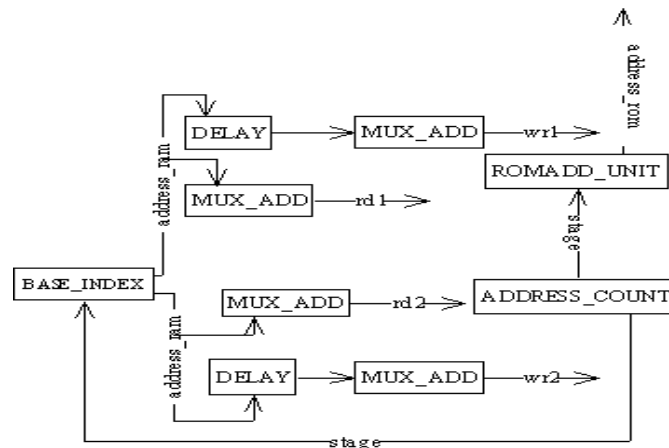 address_rom
DELAY
MUX_ADD
wr1
ROMADD_UNIT
address_ram
MUX_ADD
rd1
stage
BASE_INDEX
MUX_ADD
rd2
ADDRESS_COUNT
address_ram
DELAY
MUX_ADD
wr2
stage